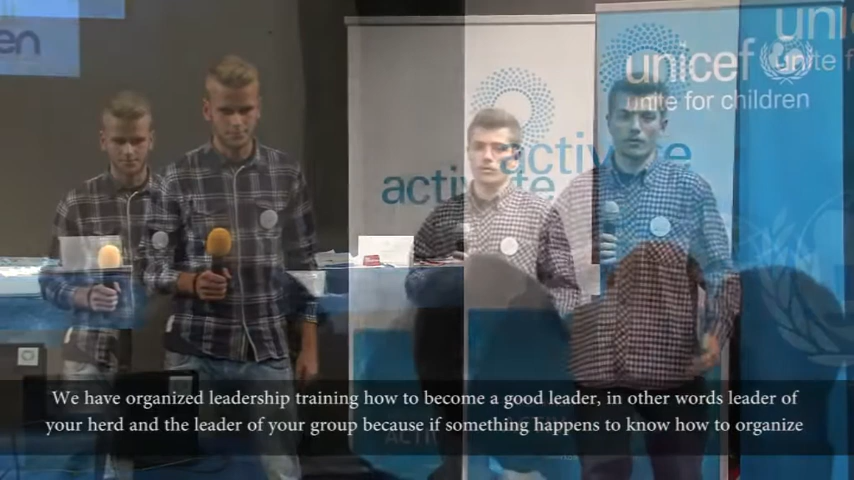 en
uni
unicef
unite f
unite for children
activate
activate
We have organized leadership training how to become a good leader, in other words leader of
your herd and the leader of your group because if something happens to know how to organize